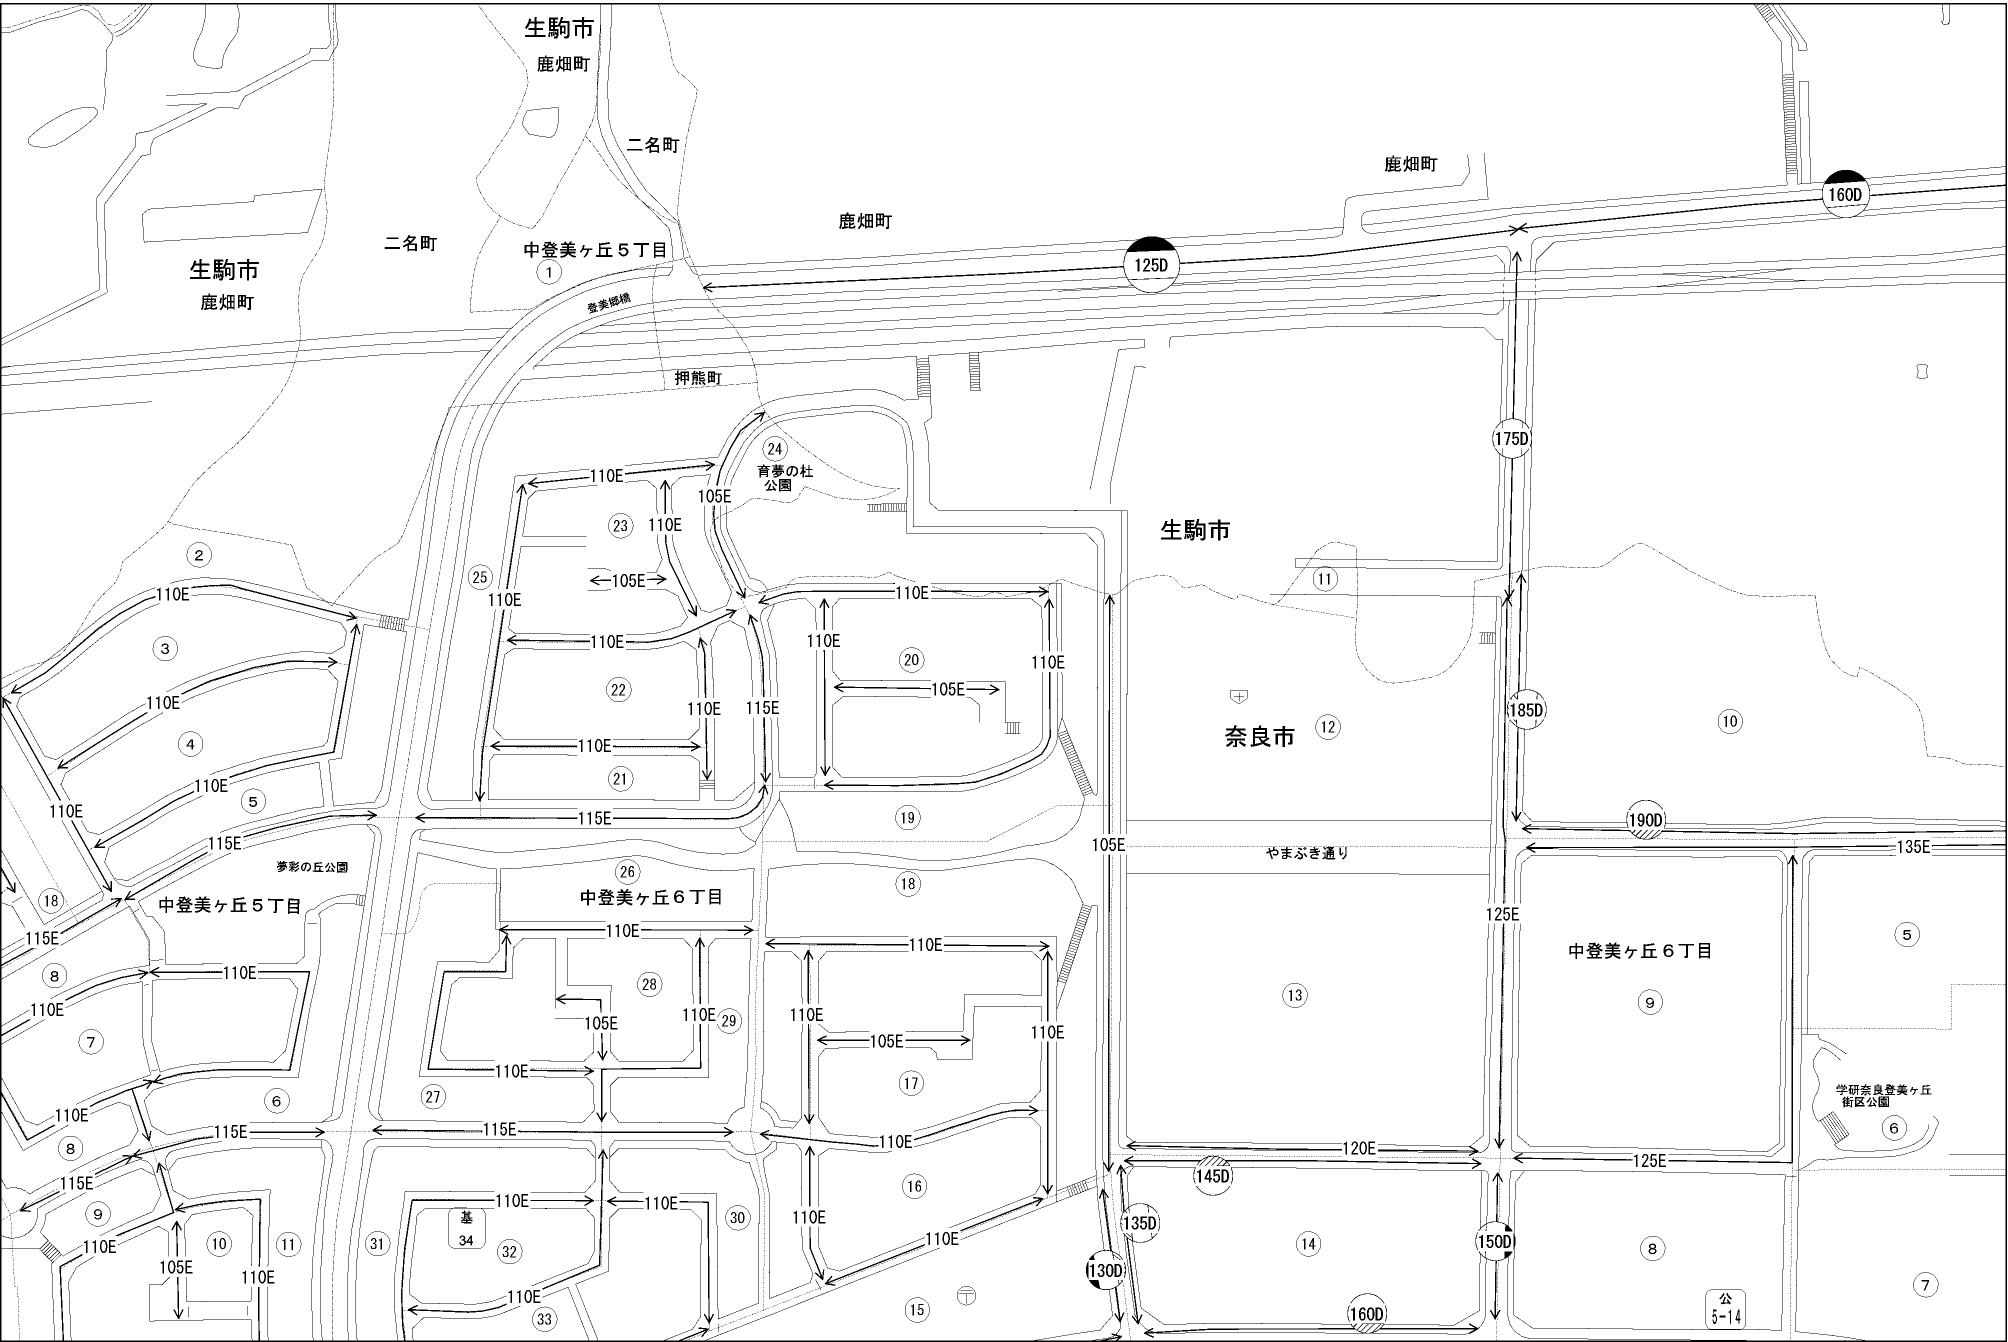 生駒市
鹿畑町
二名町
鹿畑町
160D
鹿畑町
二名町
中登美ヶ丘５丁目
1
125D
生駒市
鹿畑町
登美郷橋
押熊町
175D
24
育夢の杜
公園
110E
105E
23
110E
生駒市
2
25
105E
11
110E
110E
110E
110E
110E
3
20
110E
22
105E
110E
110E
115E
185D
10
12
奈良市
4
110E
21
110E
5
110E
115E
19
190D
115E
105E
135E
やまぶき通り
夢彩の丘公園
26
18
18
中登美ヶ丘５丁目
中登美ヶ丘６丁目
125E
115E
110E
110E
5
中登美ヶ丘６丁目
8
110E
28
13
9
110E
105E
110E
29
110E
110E
7
105E
110E
17
学研奈良登美ヶ丘
街区公園
6
27
110E
6
115E
115E
110E
8
120E
125E
145D
115E
16
110E
110E
9
基
34
30
110E
135D
110E
10
11
31
32
110E
14
150D
8
105E
110E
130D
7
110E
33
15
160D
公
5-14